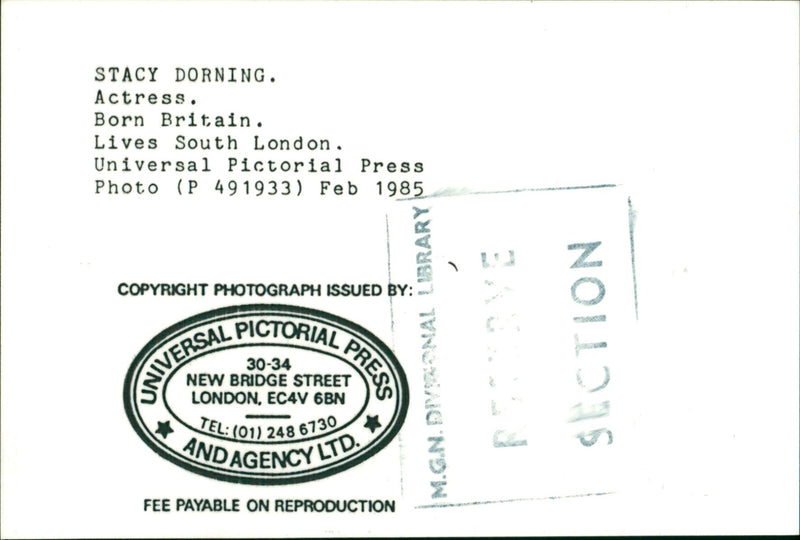 STACY DORNING.
Actress.
Born Britain.
Lives South London.
Universal Pictorial Press
Photo (P 491933) Feb 1985
COPYRIGHT PHOTOGRAPH ISSUED BY:
UNIVERSAL PICTORIAL PRESS
30-34
NEW BRIDGE STREET
LONDON, EC4V 6BN
TEL: (01) 248 6730
AND AGENCY LTD.
FEE PAYABLE ON REPRODUCTION
M.G.N. DIVISIONAL LIBRARY
RESERVE
SECTION